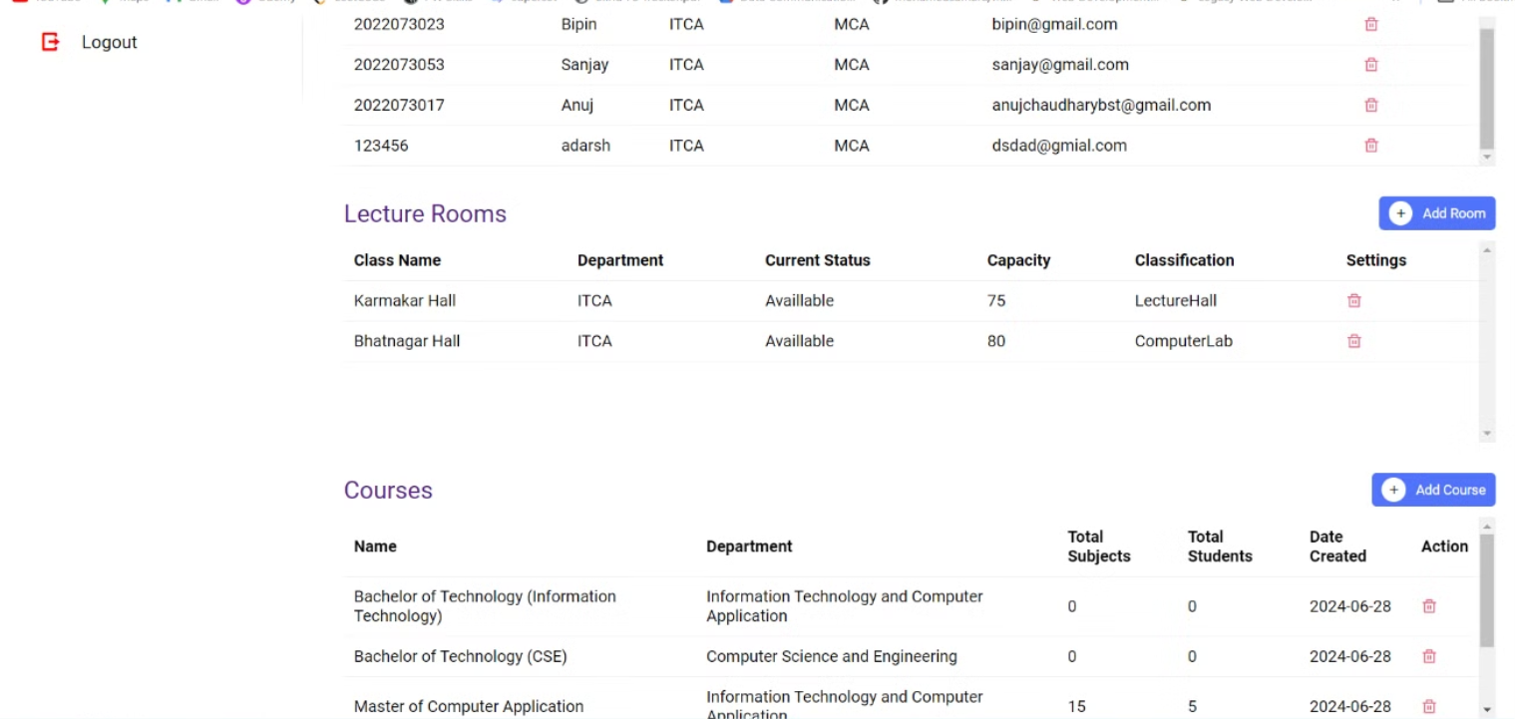 Logout
2022073023 Bipin ITCA MCA bipin@gmail.com
2022073053 Sanjay ITCA MCA sanjay@gmail.com
2022073017 Anuj ITCA MCA anujchaudharybst@gmail.com
123456 adarsh ITCA MCA dsdad@gmial.com
Lecture Rooms
+ Add Room
Class Name Department Current Status Capacity Classification Settings
Karmakar Hall ITCA Availlable 75 LectureHall
Bhatnagar Hall ITCA Availlable 80 ComputerLab
Courses
+ Add Course
Name Department Total Subjects Total Students Date Created Action
Bachelor of Technology (Information
Technology)
Information Technology and Computer
Application
0 0 2024-06-28
Bachelor of Technology (CSE) Computer Science and Engineering 0 0 2024-06-28
Master of Computer Application
Information Technology and Computer
Application
15 5 2024-06-28